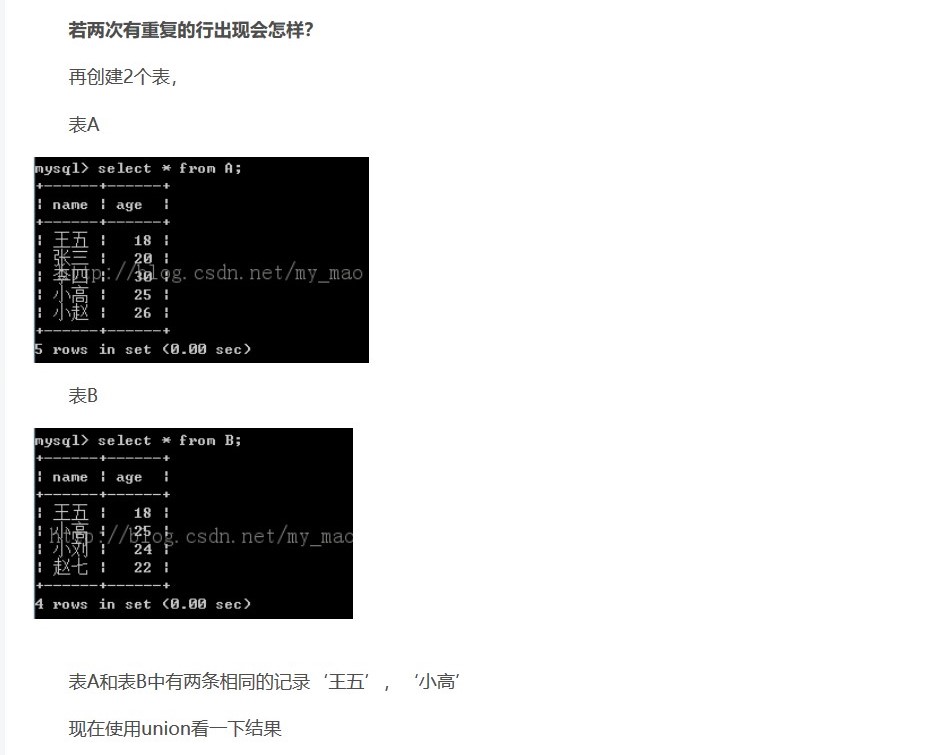 若两次有重复的行出现会怎样?
再创建2个表，
表A
mysql> select * from A;
+------+------+
| name | age |
+------+------+
| 王五 | 18 |
| 张三 | 20 |
| 李四 | 30 |
http://blog.csdn.net/my_mao
| 小高 | 25 |
| 小赵 | 26 |
+------+------+
5 rows in set (0.00 sec)
表B
mysql> select * from B;
+------+------+
| name | age |
+------+------+
| 王五 | 18 |
| 小高 | 25 |
http://blog.csdn.net/my_mao
| 小刘 | 24 |
| 赵七 | 22 |
+------+------+
4 rows in set (0.00 sec)
表A和表B中有两条相同的记录‘王五’，‘小高’
现在使用union看一下结果